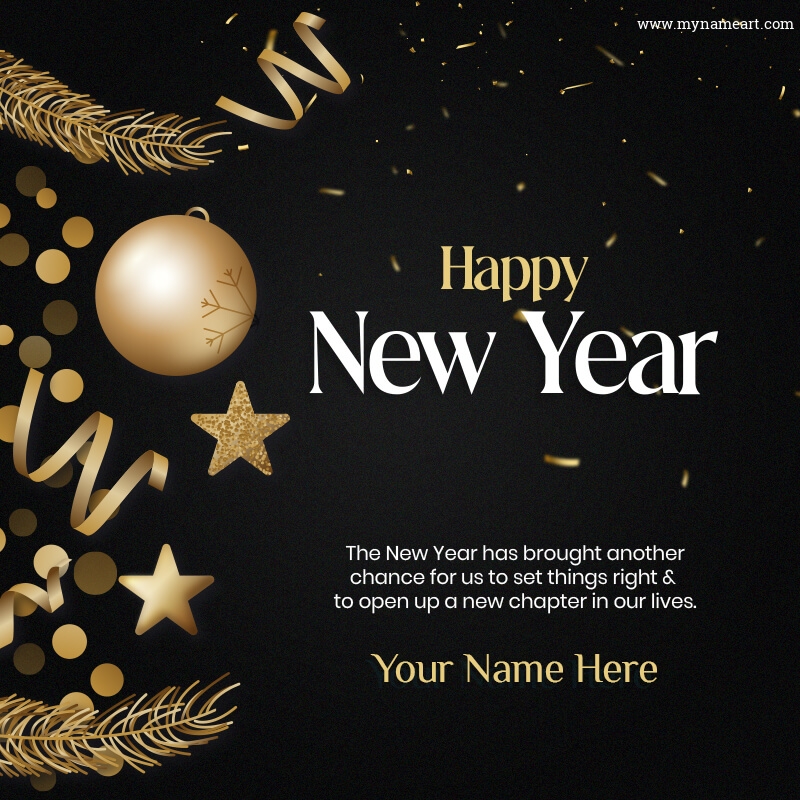 www.mynameart.com
Happy
New Year
The New Year has brought another
chance for us to set things right &
to open up a new chapter in our lives.
Your Name Here